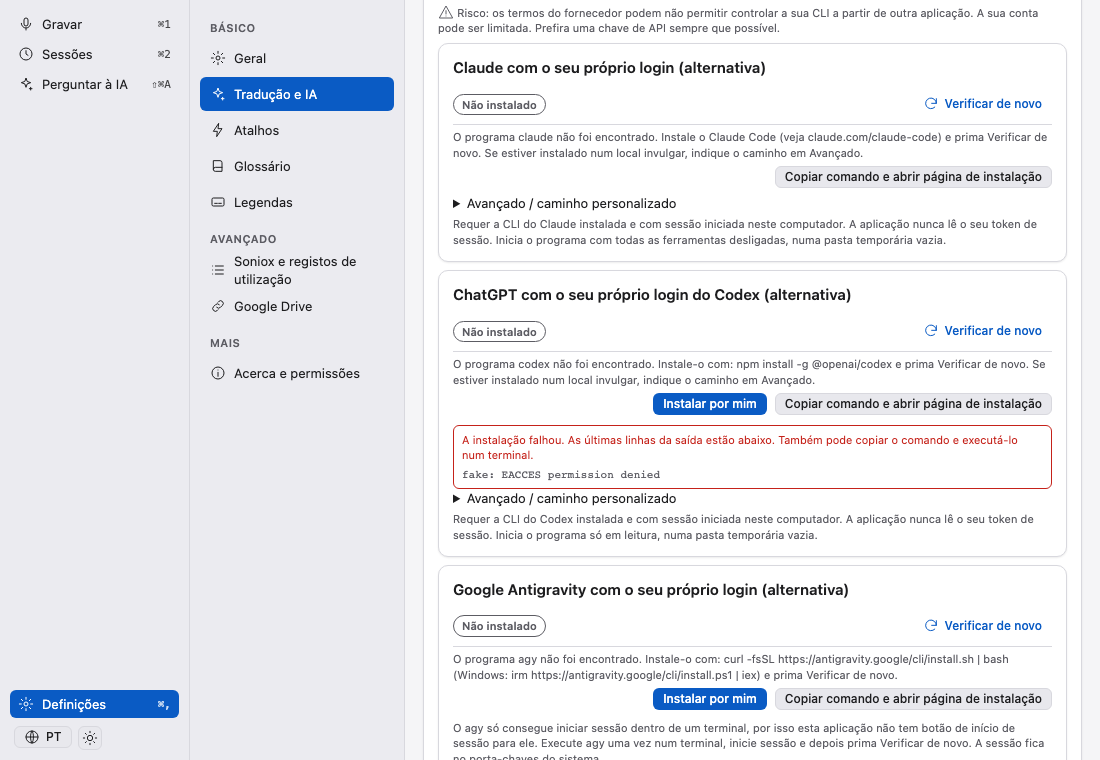 Gravar ⌘1
Sessões ⌘2
Perguntar à IA ⇧⌘A
Definições ⌘,
PT
BÁSICO
Geral
Tradução e IA
Atalhos
Glossário
Legendas
AVANÇADO
Soniox e registos de
utilização
Google Drive
MAIS
Acerca e permissões
⚠ Risco: os termos do fornecedor podem não permitir controlar a sua CLI a partir de outra aplicação. A sua conta
pode ser limitada. Prefira uma chave de API sempre que possível.
Claude com o seu próprio login (alternativa)
Não instalado
Verificar de novo
O programa claude não foi encontrado. Instale o Claude Code (veja claude.com/claude-code) e prima Verificar de
novo. Se estiver instalado num local invulgar, indique o caminho em Avançado.
Copiar comando e abrir página de instalação
▶ Avançado / caminho personalizado
Requer a CLI do Claude instalada e com sessão iniciada neste computador. A aplicação nunca lê o seu token de
sessão. Inicia o programa com todas as ferramentas desligadas, numa pasta temporária vazia.
ChatGPT com o seu próprio login do Codex (alternativa)
Não instalado
Verificar de novo
O programa codex não foi encontrado. Instale-o com: npm install -g @openai/codex e prima Verificar de novo. Se
estiver instalado num local invulgar, indique o caminho em Avançado.
Instalar por mim
Copiar comando e abrir página de instalação
A instalação falhou. As últimas linhas da saída estão abaixo. Também pode copiar o comando e executá-lo
num terminal.
fake: EACCES permission denied
▶ Avançado / caminho personalizado
Requer a CLI do Codex instalada e com sessão iniciada neste computador. A aplicação nunca lê o seu token de
sessão. Inicia o programa só em leitura, numa pasta temporária vazia.
Google Antigravity com o seu próprio login (alternativa)
Não instalado
Verificar de novo
O programa agy não foi encontrado. Instale-o com: curl -fsSL https://antigravity.google/cli/install.sh | bash
(Windows: irm https://antigravity.google/cli/install.ps1 | iex) e prima Verificar de novo.
Instalar por mim
Copiar comando e abrir página de instalação
O agy só consegue iniciar sessão dentro de um terminal, por isso esta aplicação não tem botão de início de
sessão para ele. Execute agy uma vez num terminal, inicie sessão e depois prima Verificar de novo. A sessão fica
no porta-chaves do sistema.